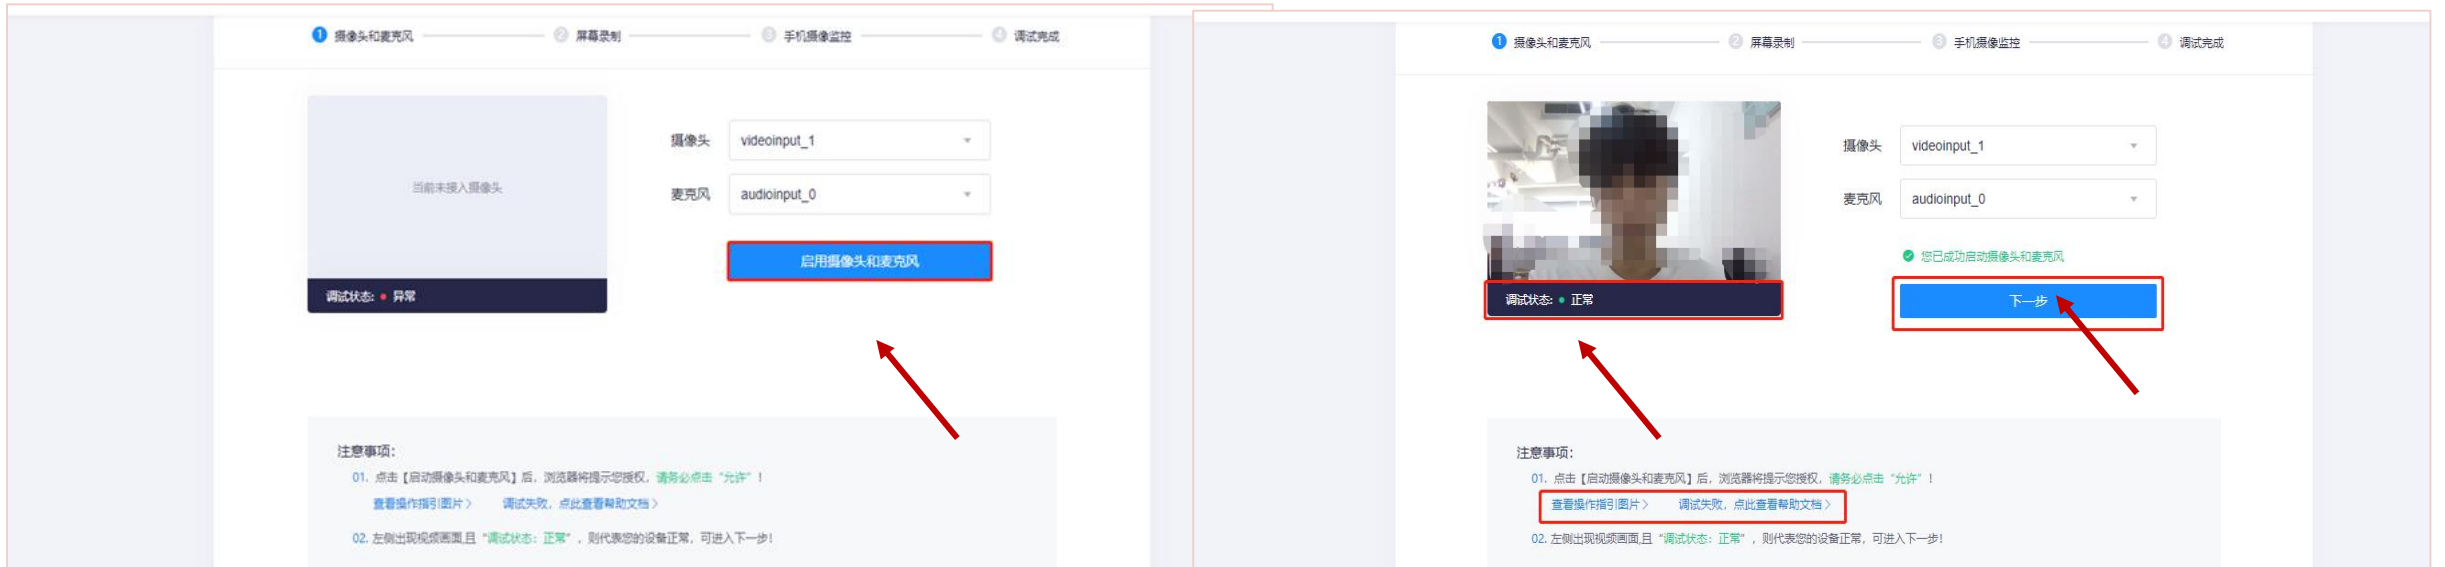 1 摄像头和麦克风 2 屏幕录制 3 手机摄像监控 4 调试完成
当前未接入摄像头
调试状态: 异常
摄像头 videoinput_1
麦克风 audioinput_0
启用摄像头和麦克风
注意事项：
01. 点击【启动摄像头和麦克风】后，浏览器将提示您授权，请务必点击“允许”！
查看操作指引图片〉 调试失败，点此查看帮助文档〉
02. 左侧出现视频画面,且“调试状态：正常”，则代表您的设备正常，可进入下一步!
1 摄像头和麦克风 2 屏幕录制 3 手机摄像监控 4 调试完成
调试状态: 正常
摄像头 videoinput_1
麦克风 audioinput_0
您已成功启动摄像头和麦克风
下一步
注意事项：
01. 点击【启动摄像头和麦克风】后，浏览器将提示您授权，请务必点击“允许”！
查看操作指引图片〉 调试失败，点此查看帮助文档〉
02. 左侧出现视频画面,且“调试状态：正常”，则代表您的设备正常，可进入下一步!